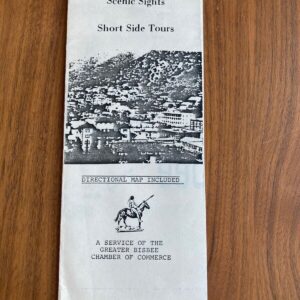 Scenic Sights
Short Side Tours
DIRECTIONAL MAP INCLUDED
A SERVICE OF THE
GREATER BISBEE
CHAMBER OF COMMERCE